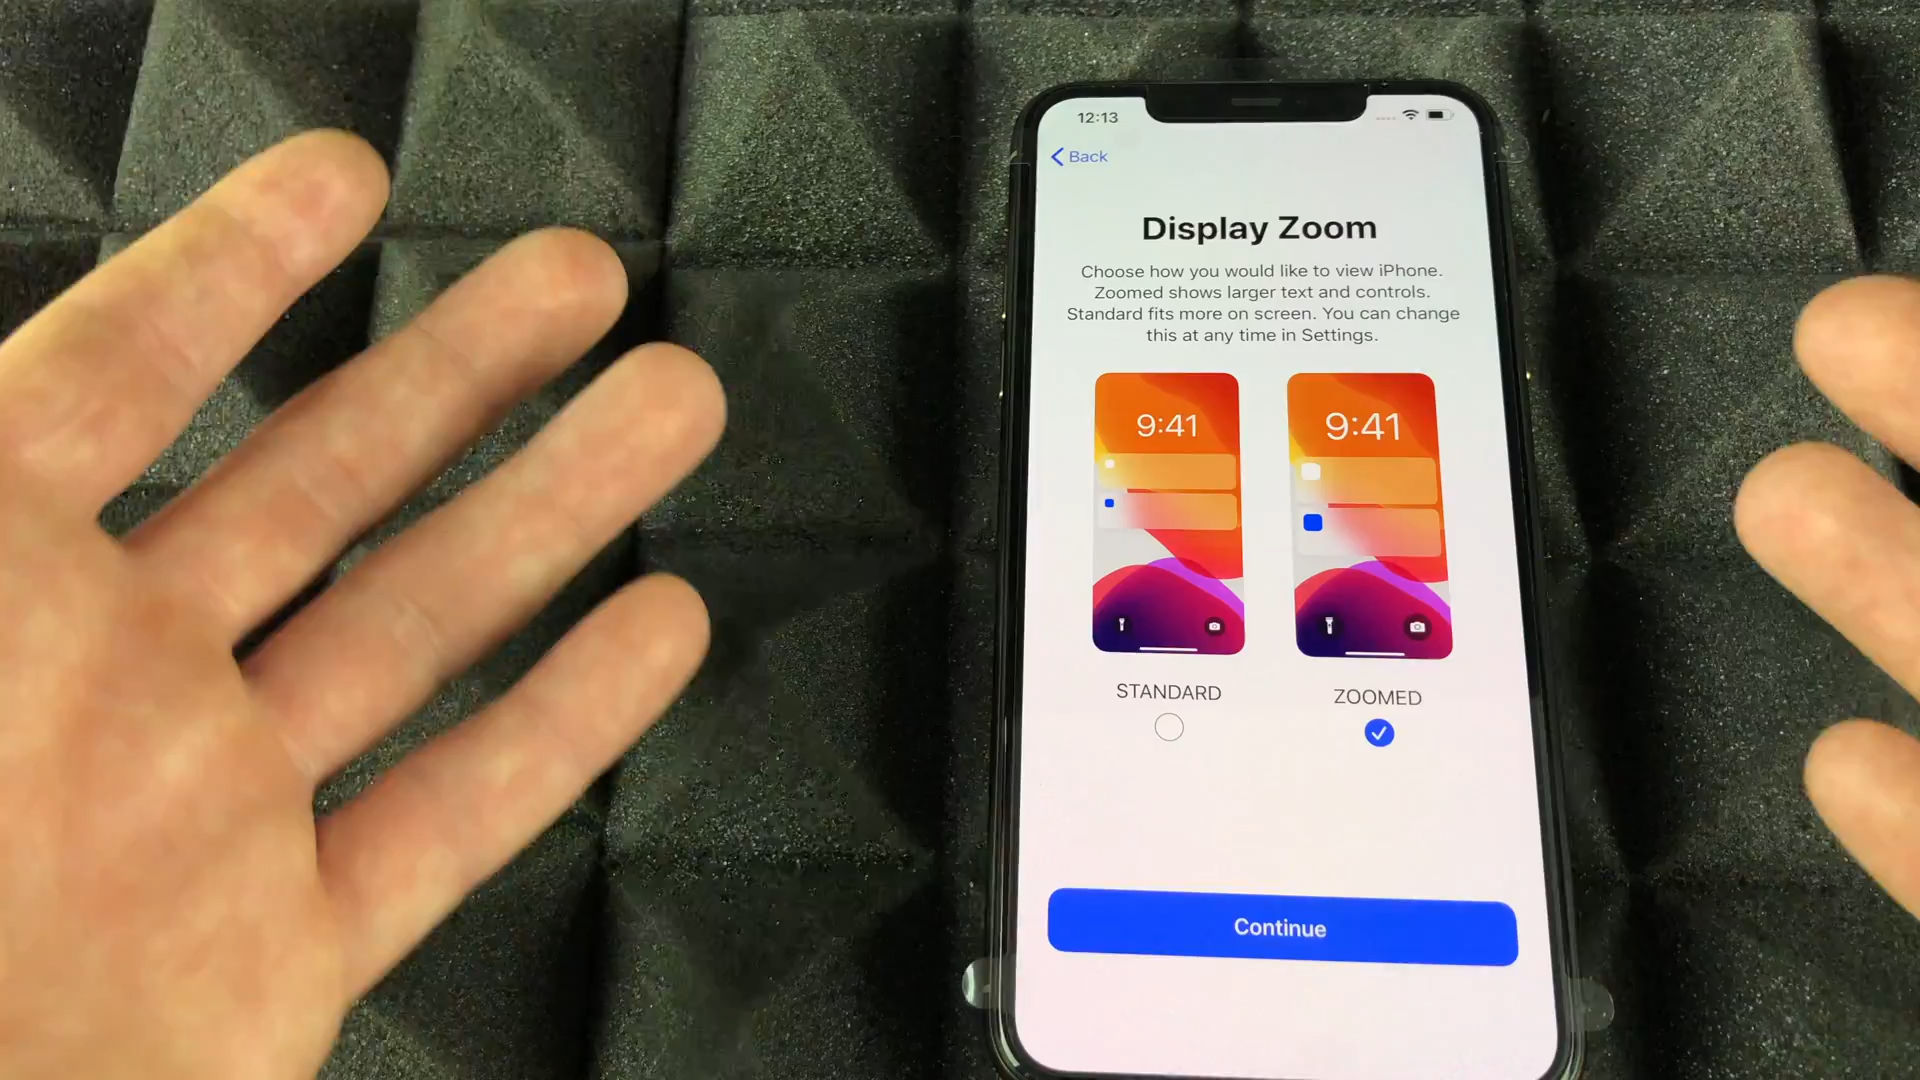 12:13
Back
Display Zoom
Choose how you would like to view iPhone.
Zoomed shows larger text and controls.
Standard fits more on screen. You can change
this at any time in Settings.
9:41
9:41
STANDARD
ZOOMED
Continue